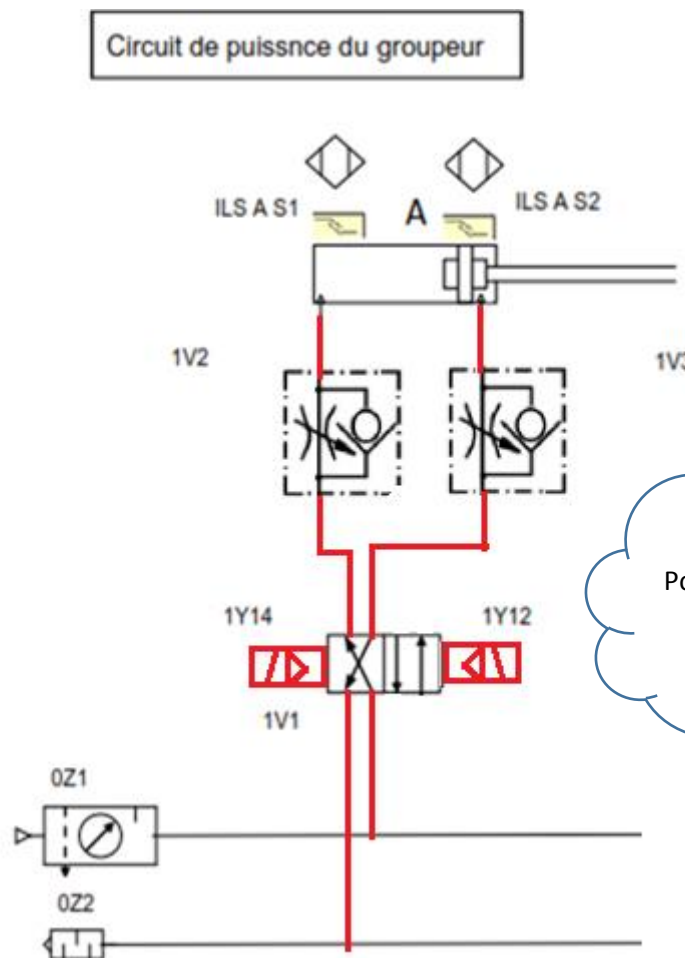 Circuit de puissnce du groupeur
ILS A S1
A
ILS A S2
1V2
1V3
Po
1Y14
1Y12
1V1
0Z1
0Z2